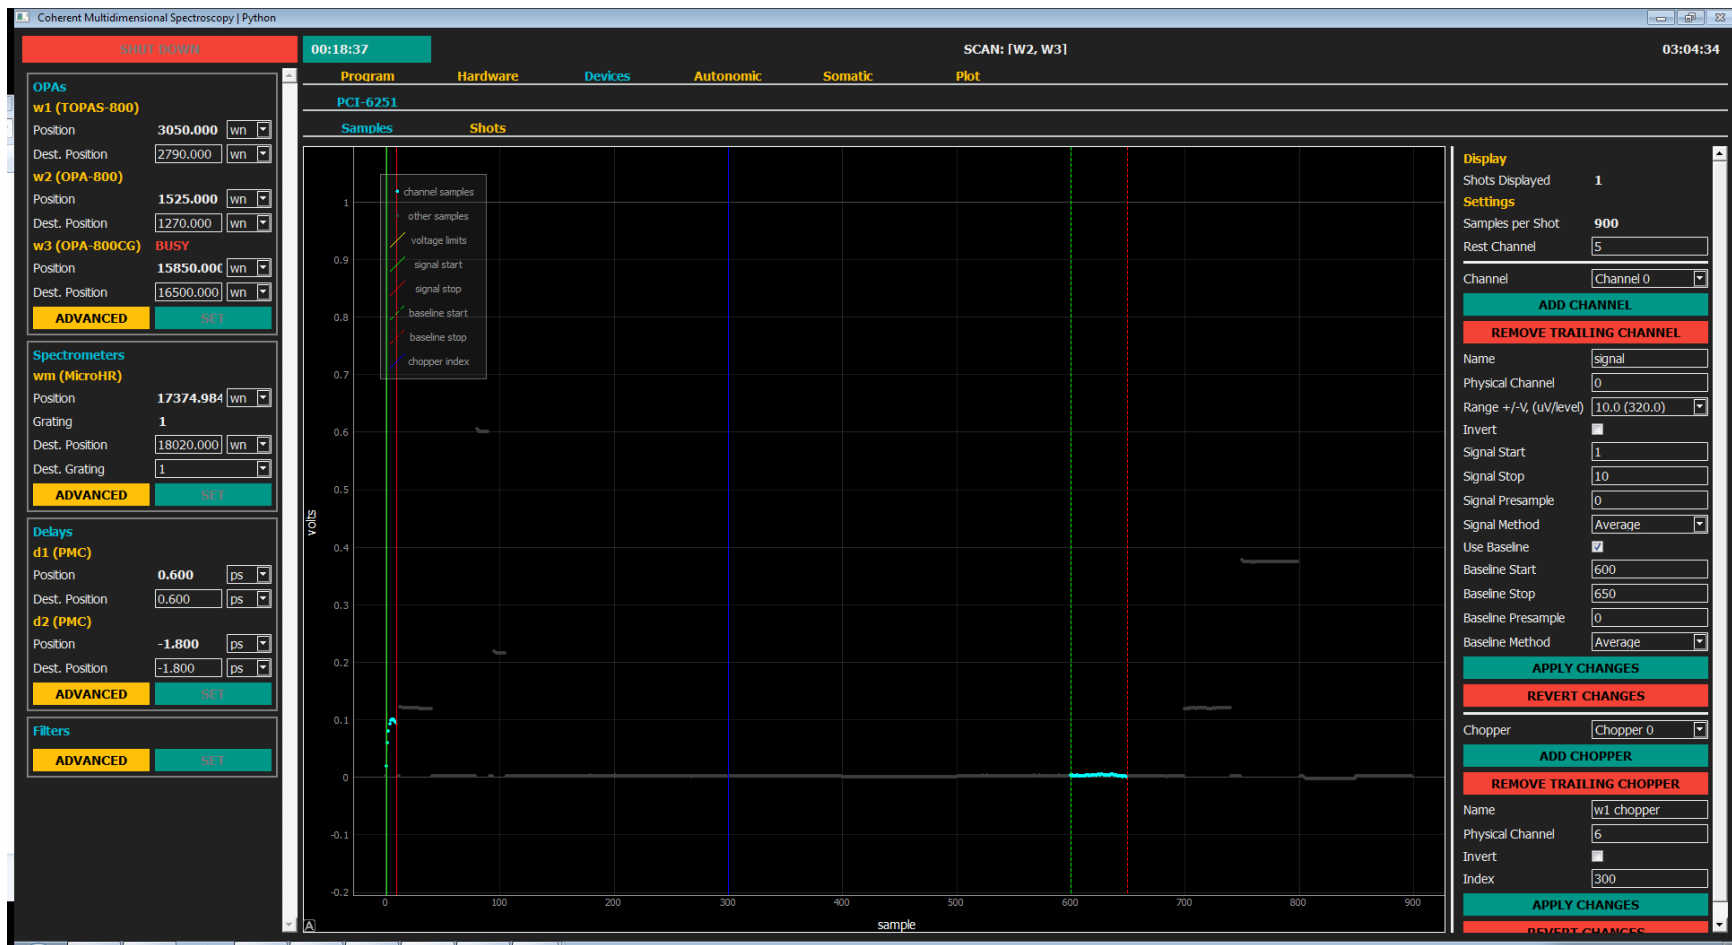 Coherent Multidimensional Spectroscopy | Python
SHUT DOWN
00:18:37
SCAN: [W2, W3]
03:04:34
Program Hardware Devices Autonomic Somatic Plot
PCI-6251
Samples Shots
OPAs
w1 (TOPAS-800)
Position 3050.000 wn
Dest. Position 2790.000 wn
w2 (OPA-800)
Position 1525.000 wn
Dest. Position 1270.000 wn
w3 (OPA-800CG) BUSY
Position 15850.000 wn
Dest. Position 16500.000 wn
ADVANCED SET
Spectrometers
wm (MicroHR)
Position 17374.984 wn
Grating 1
Dest. Position 18020.000 wn
Dest. Grating 1
ADVANCED SET
Delays
d1 (PMC)
Position 0.600 ps
Dest. Position 0.600 ps
d2 (PMC)
Position -1.800 ps
Dest. Position -1.800 ps
ADVANCED SET
Filters
ADVANCED SET
channel samples
other samples
voltage limits
signal start
signal stop
baseline start
baseline stop
chopper index
volts
1
0.9
0.8
0.7
0.6
0.5
0.4
0.3
0.2
0.1
0
-0.1
-0.2
0 100 200 300 400 500 600 700 800 900
sample
A
Display
Shots Displayed 1
Settings
Samples per Shot 900
Rest Channel 5
Channel Channel 0
ADD CHANNEL
REMOVE TRAILING CHANNEL
Name signal
Physical Channel 0
Range +/-V, (uV/level) 10.0 (320.0)
Invert
Signal Start 1
Signal Stop 10
Signal Presample 0
Signal Method Average
Use Baseline
Baseline Start 600
Baseline Stop 650
Baseline Presample 0
Baseline Method Average
APPLY CHANGES
REVERT CHANGES
Chopper Chopper 0
ADD CHOPPER
REMOVE TRAILING CHOPPER
Name w1 chopper
Physical Channel 6
Invert
Index 300
APPLY CHANGES
REVERT CHANGES